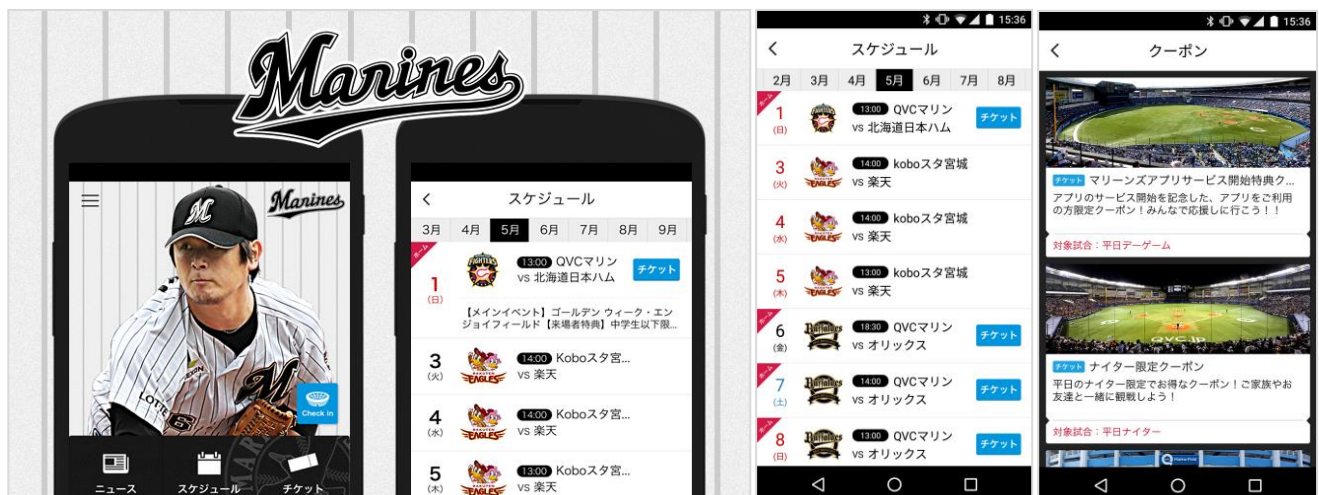 Marines
Marines
LOTTE
6
Check in
ニュース
スケジュール
チケット
スケジュール
3月 4月 5月 6月 7月 8月 9月
ホーム
1
(日)
FIGHTERS
13:00 QVCマリン
vs 北海道日本ハム
チケット
【メインイベント】ゴールデン ウィーク・エン
ジョイフィールド【来場者特典】中学生以下限...
3
(火)
EAGLES
14:00 Koboスタ宮...
vs 楽天
4
(水)
EAGLES
14:00 Koboスタ宮...
vs 楽天
5
(木)
EAGLES
13:00 Koboスタ宮...
vs 楽天
15:36
スケジュール
2月 3月 4月 5月 6月 7月 8月
ホーム
1
(日)
FIGHTERS
13:00 QVCマリン
vs 北海道日本ハム
チケット
3
(火)
EAGLES
14:00 koboスタ宮城
vs 楽天
4
(水)
EAGLES
14:00 koboスタ宮城
vs 楽天
5
(木)
EAGLES
13:00 koboスタ宮城
vs 楽天
ホーム
6
(金)
Buffaloes
18:30 QVCマリン
vs オリックス
チケット
ホーム
7
(土)
Buffaloes
14:00 QVCマリン
vs オリックス
チケット
ホーム
8
(日)
Buffaloes
13:00 QVCマリン
vs オリックス
チケット
15:36
クーポン
チケット マリーンズアプリサービス開始特典ク...
アプリのサービス開始を記念した、アプリをご利用
の方限定クーポン！みんなで応援しに行こう！！
対象試合：平日デーゲーム
QVC.jp
チケット ナイター限定クーポン
平日のナイター限定でお得なクーポン！ご家族やお
友達と一緒に観戦しよう！
対象試合：平日ナイター